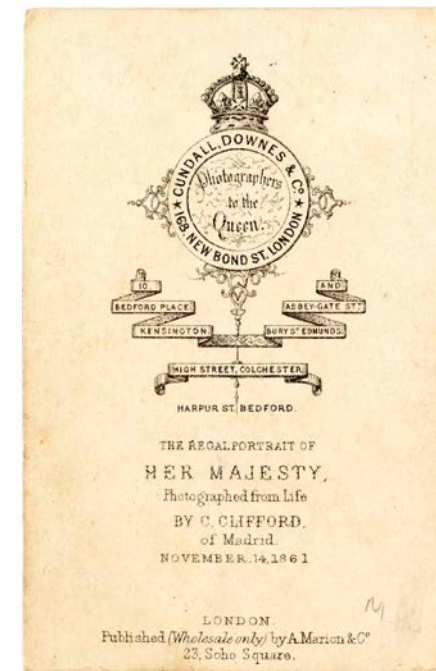 CUNDALL, DOWNES & Co
★ 168, NEW BOND ST. LONDON ★
Photographers
to the
Queen.
10
BEDFORD PLACE
KENSINGTON
AND
ABBEY-GATE ST.
BURY ST EDMUNDS.
HIGH STREET, COLCHESTER
HARPUR ST. BEDFORD.
THE REGAL PORTRAIT OF
HER MAJESTY,
Photographed from Life
BY C. CLIFFORD,
of Madrid.
NOVEMBER. 14, 1861
LONDON.
Published (Wholesale only) by A. Marion & Co
23, Soho Square.